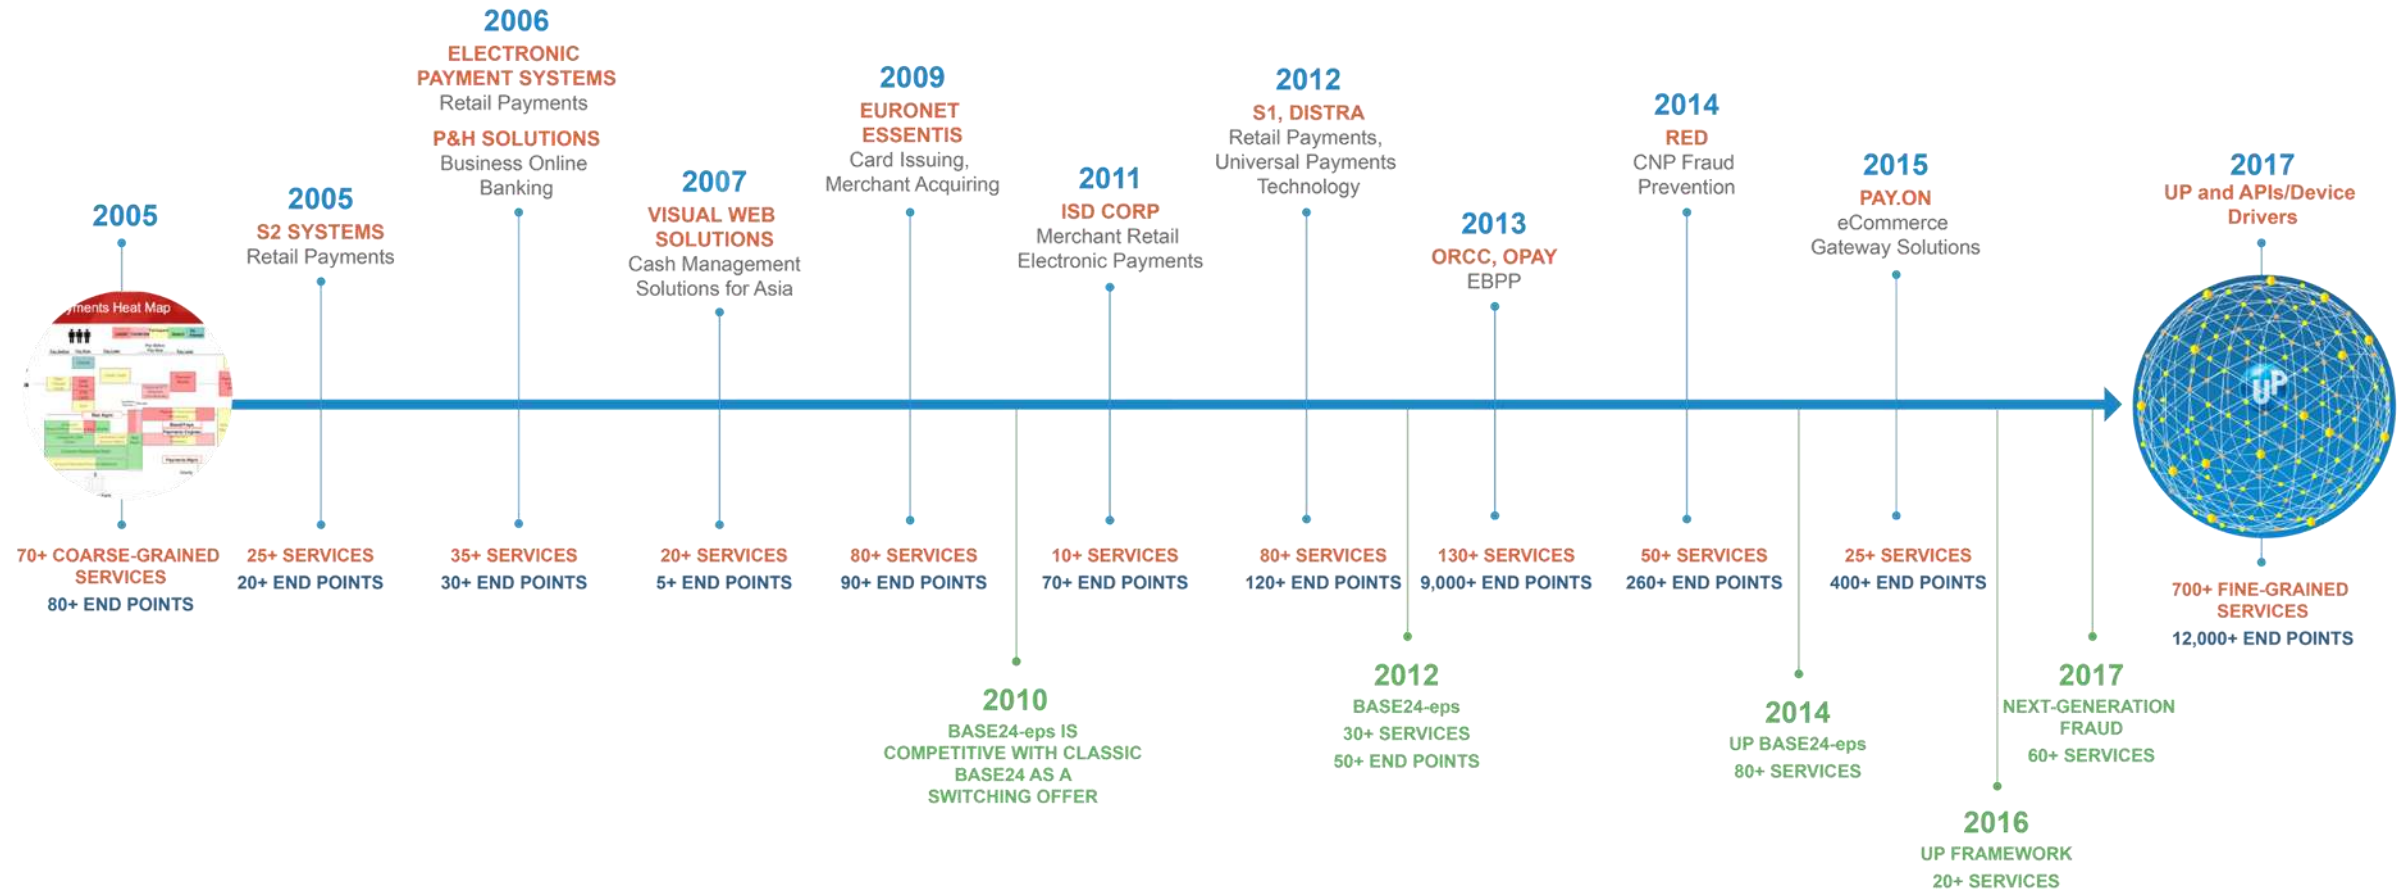 2005
yments Heat Map
70+ COARSE-GRAINED
SERVICES
80+ END POINTS
2005
S2 SYSTEMS
Retail Payments
25+ SERVICES
20+ END POINTS
2006
ELECTRONIC
PAYMENT SYSTEMS
Retail Payments
P&H SOLUTIONS
Business Online
Banking
35+ SERVICES
30+ END POINTS
2007
VISUAL WEB
SOLUTIONS
Cash Management
Solutions for Asia
20+ SERVICES
5+ END POINTS
2009
EURONET
ESSENTIS
Card Issuing,
Merchant Acquiring
80+ SERVICES
90+ END POINTS
2010
BASE24-eps IS
COMPETITIVE WITH CLASSIC
BASE24 AS A
SWITCHING OFFER
2011
ISD CORP
Merchant Retail
Electronic Payments
10+ SERVICES
70+ END POINTS
2012
S1, DISTRA
Retail Payments,
Universal Payments
Technology
80+ SERVICES
120+ END POINTS
2012
BASE24-eps
30+ SERVICES
50+ END POINTS
2013
ORCC, OPAY
EBPP
130+ SERVICES
9,000+ END POINTS
2014
RED
CNP Fraud
Prevention
50+ SERVICES
260+ END POINTS
2014
UP BASE24-eps
80+ SERVICES
2015
PAY.ON
eCommerce
Gateway Solutions
25+ SERVICES
400+ END POINTS
2016
UP FRAMEWORK
20+ SERVICES
2017
NEXT-GENERATION
FRAUD
60+ SERVICES
2017
UP and APIs/Device
Drivers
UP
700+ FINE-GRAINED
SERVICES
12,000+ END POINTS